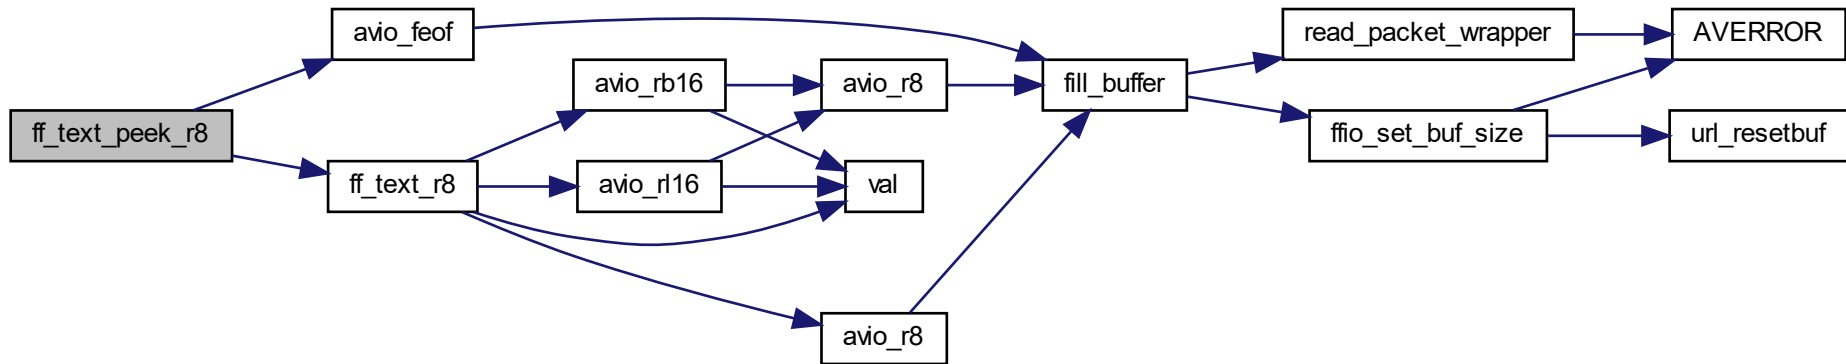 ff_text_peek_r8
avio_feof
ff_text_r8
avio_rb16
avio_rl16
avio_r8
val
avio_r8
fill_buffer
read_packet_wrapper
ffio_set_buf_size
AVERROR
url_resetbuf